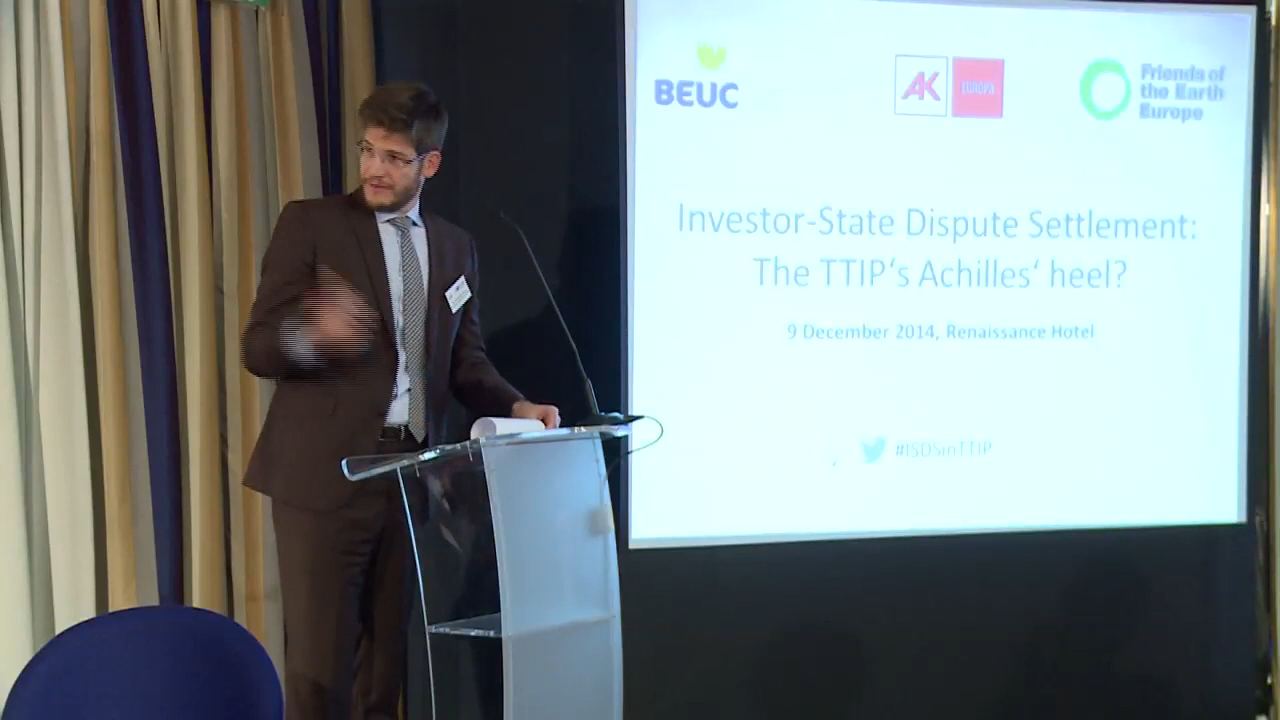 BEUC
AK
EUROPA
Friends of
the Earth
Europe
Investor-State Dispute Settlement:
The TTIP‘s Achilles‘ heel?
9 December 2014, Renaissance Hotel
#ISDSinTTIP